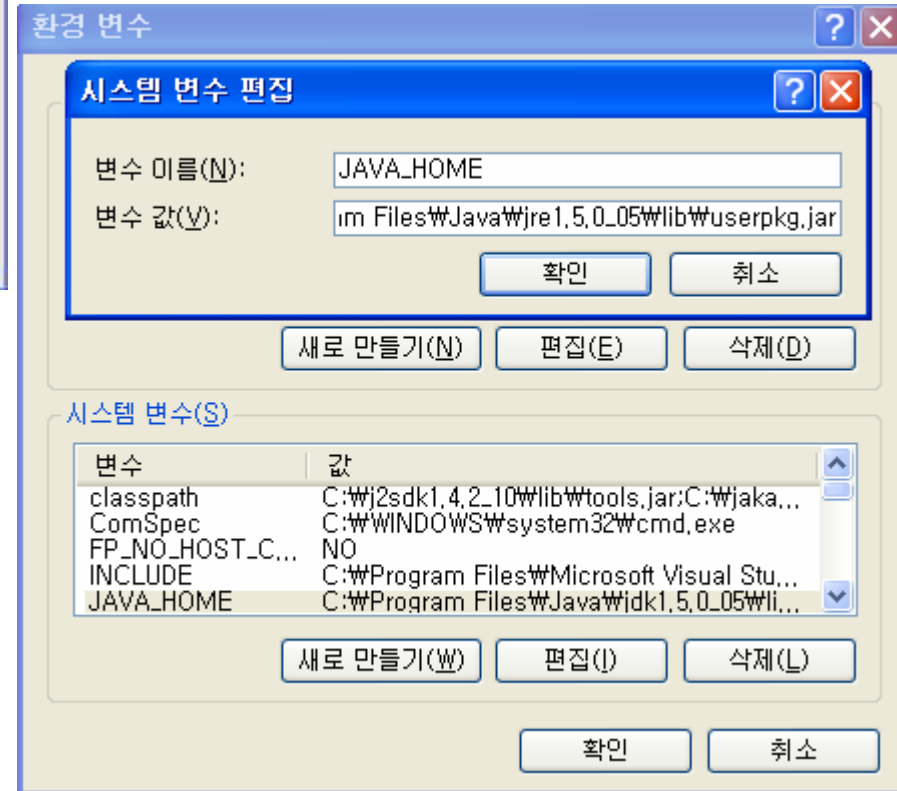 환경 변수
시스템 변수 편집
변수 이름(N): JAVA_HOME
변수 값(V): ım Files₩Java₩jre1.5.0_05₩lib₩userpkg.jar
확인 취소
새로 만들기(N) 편집(E) 삭제(D)
시스템 변수(S)
변수 값
classpath C:₩j2sdk1.4.2_10₩lib₩tools.jar;C:₩jaka...
ComSpec C:₩WINDOWS₩system32₩cmd.exe
FP_NO_HOST_C... NO
INCLUDE C:₩Program Files₩Microsoft Visual Stu...
JAVA_HOME C:₩Program Files₩Java₩jdk1.5.0_05₩li...
새로 만들기(W) 편집(I) 삭제(L)
확인 취소